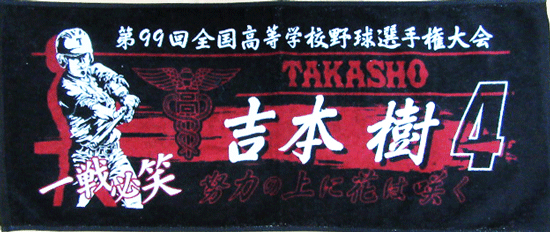 第99回全国高等学校野球選手権大会
TAKASHO
高
吉本 樹 4
一戦必笑
努力の上に花は咲く